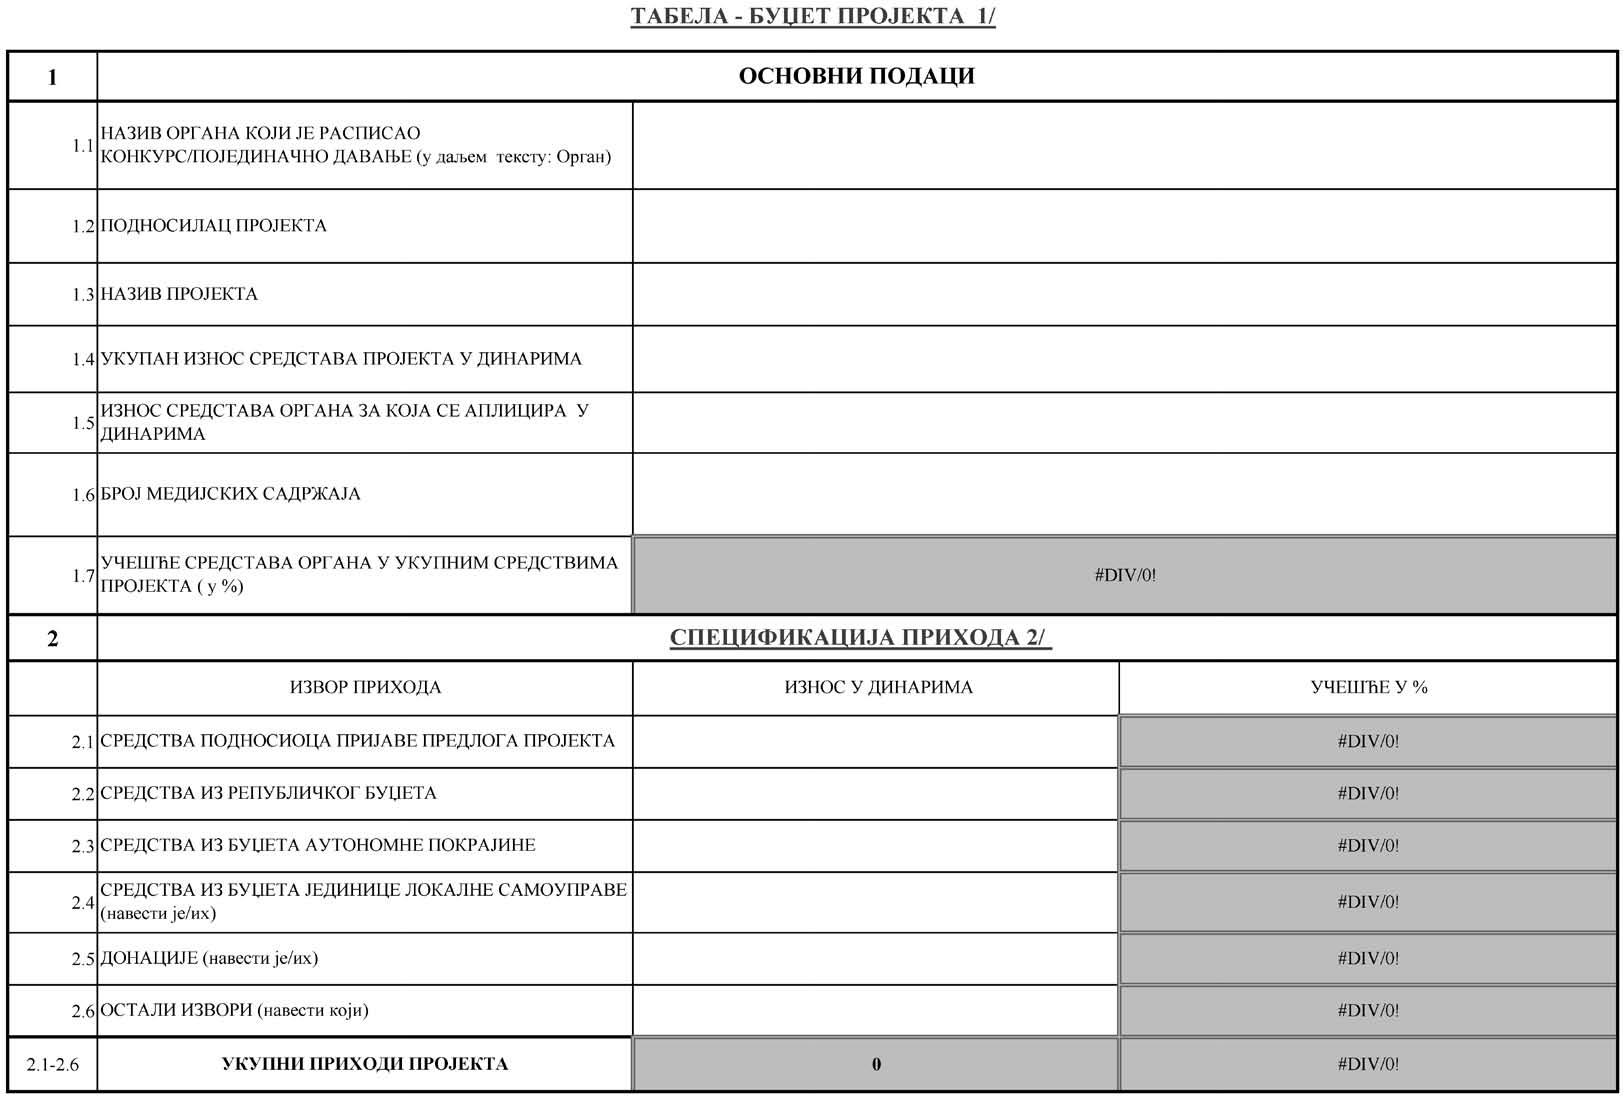 ТАБЕЛА - БУЏЕТ ПРОЈЕКТА 1/
1 ОСНОВНИ ПОДАЦИ
1.1 НАЗИВ ОРГАНА КОЈИ ЈЕ РАСПИСАО
КОНКУРС/ПОЈЕДИНАЧНО ДАВАЊЕ (у даљем тексту: Орган)
1.2 ПОДНОСИЛАЦ ПРОЈЕКТА
1.3 НАЗИВ ПРОЈЕКТА
1.4 УКУПАН ИЗНОС СРЕДСТАВА ПРОЈЕКТА У ДИНАРИМА
1.5 ИЗНОС СРЕДСТАВА ОРГАНА ЗА КОЈА СЕ АПЛИЦИРА У
ДИНАРИМА
1.6 БРОЈ МЕДИЈСКИХ САДРЖАЈА
1.7 УЧЕШЋЕ СРЕДСТАВА ОРГАНА У УКУПНИМ СРЕДСТВИМА
ПРОЈЕКТА ( у %)
#DIV/0!
2 СПЕЦИФИКАЦИЈА ПРИХОДА 2/
ИЗВОР ПРИХОДА ИЗНОС У ДИНАРИМА УЧЕШЋЕ У %
2.1 СРЕДСТВА ПОДНОСИОЦА ПРИЈАВЕ ПРЕДЛОГА ПРОЈЕКТА #DIV/0!
2.2 СРЕДСТВА ИЗ РЕПУБЛИЧКОГ БУЏЕТА #DIV/0!
2.3 СРЕДСТВА ИЗ БУЏЕТА АУТОНОМНЕ ПОКРАЈИНЕ #DIV/0!
2.4 СРЕДСТВА ИЗ БУЏЕТА ЈЕДИНИЦЕ ЛОКАЛНЕ САМОУПРАВЕ
(навести је/их)
#DIV/0!
2.5 ДОНАЦИЈЕ (навести је/их) #DIV/0!
2.6 ОСТАЛИ ИЗВОРИ (навести који) #DIV/0!
2.1-2.6 УКУПНИ ПРИХОДИ ПРОЈЕКТА 0 #DIV/0!